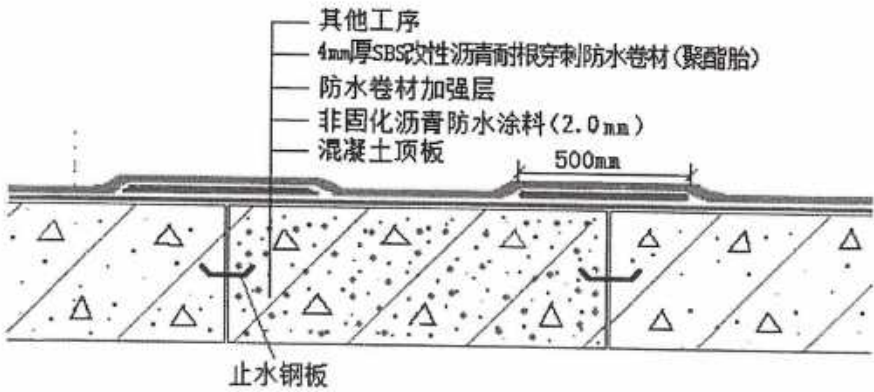 其他工序
4mm厚SBS改性沥青耐根穿刺防水卷材(聚酯胎)
防水卷材加强层
非固化沥青防水涂料(2.0mm)
混凝土顶板
500mm
止水钢板